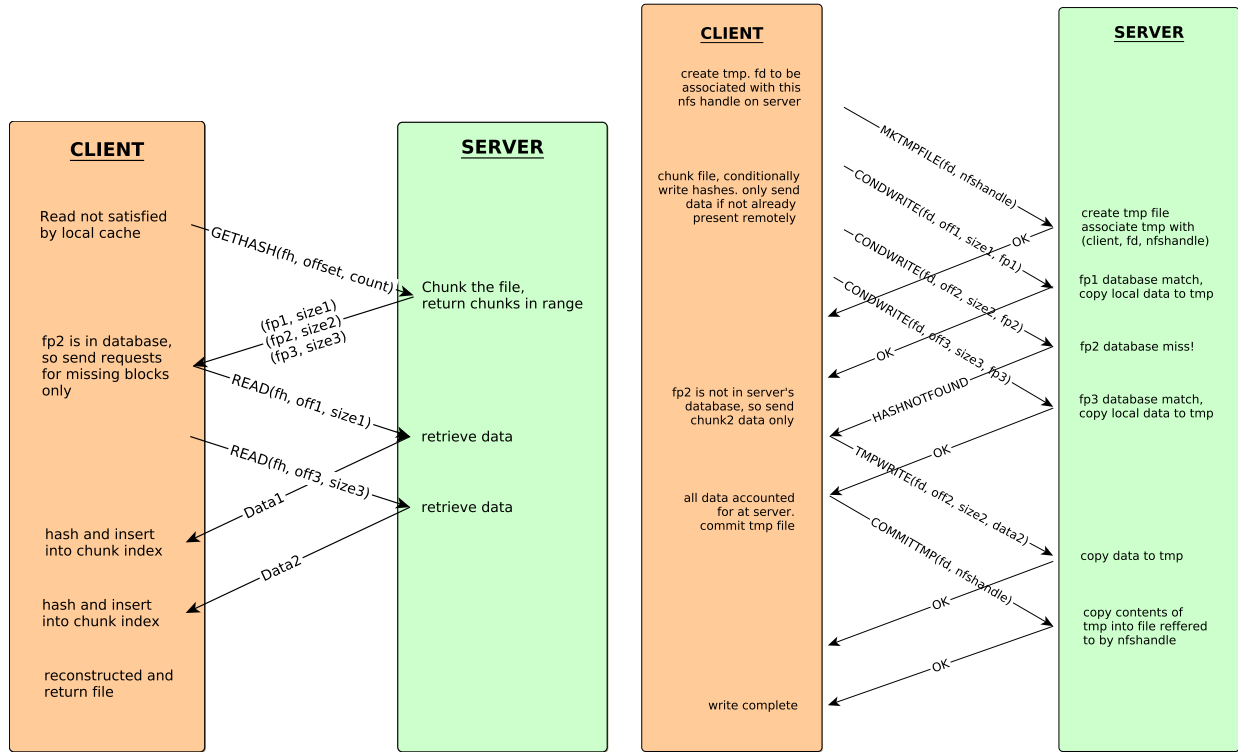 CLIENT
SERVER
Read not satisfied
by local cache
GETHASH(fh, offset, count)
Chunk the file,
return chunks in range
(fp1, size1)
(fp2, size2)
(fp3, size3)
fp2 is in database,
so send requests
for missing blocks
only
READ(fh, off1, size1)
retrieve data
READ(fh, off3, size3)
Data1
retrieve data
hash and insert
into chunk index
Data2
hash and insert
into chunk index
reconstructed and
return file
CLIENT
SERVER
create tmp. fd to be
associated with this
nfs handle on server
MKTMPFILE(fd, nfshandle)
chunk file, conditionally
write hashes. only send
data if not already
present remotely
CONDWRITE(fd, off1, size1, fp1)
create tmp file
associate tmp with
(client, fd, nfshandle)
OK
CONDWRITE(fd, off2, size2, fp2)
fp1 database match,
copy local data to tmp
CONDWRITE(fd, off3, size3, fp3)
OK
fp2 database miss!
HASHNOTFOUND
fp3 database match,
copy local data to tmp
fp2 is not in server's
database, so send
chunk2 data only
OK
TMPWRITE(fd, off2, size2, data2)
all data accounted
for at server.
commit tmp file
COMMITTMP(fd, nfshandle)
copy data to tmp
OK
copy contents of
tmp into file reffered
to by nfshandle
OK
write complete